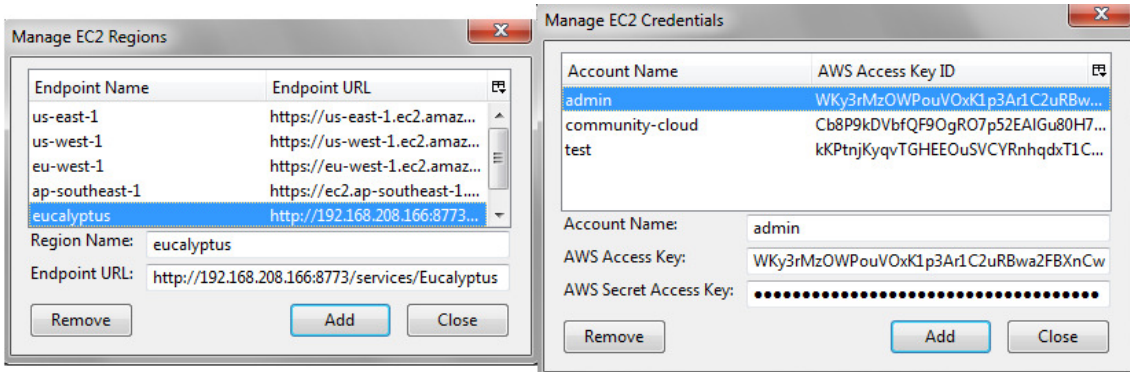 Manage EC2 Regions
Endpoint Name Endpoint URL
us-east-1 https://us-east-1.ec2.amaz...
us-west-1 https://us-west-1.ec2.amaz...
eu-west-1 https://eu-west-1.ec2.amaz...
ap-southeast-1 https://ec2.ap-southeast-1....
eucalyptus http://192.168.208.166:8773...
Region Name: eucalyptus
Endpoint URL: http://192.168.208.166:8773/services/Eucalyptus
Remove Add Close
Manage EC2 Credentials
Account Name AWS Access Key ID
admin WKy3rMzOWPouVOxK1p3Ar1C2uRBw...
community-cloud Cb8P9kDVbfQF9OgRO7p52EAIGu80H7...
test kKPtnjKyqvTGHEEOuSVCYRnhqdxT1C...
Account Name: admin
AWS Access Key: WKy3rMzOWPouVOxK1p3Ar1C2uRBwa2FBXnCw
AWS Secret Access Key: ●●●●●●●●●●●●●●●●●●●●●●●●●●●●●●●●●●●●
Remove Add Close